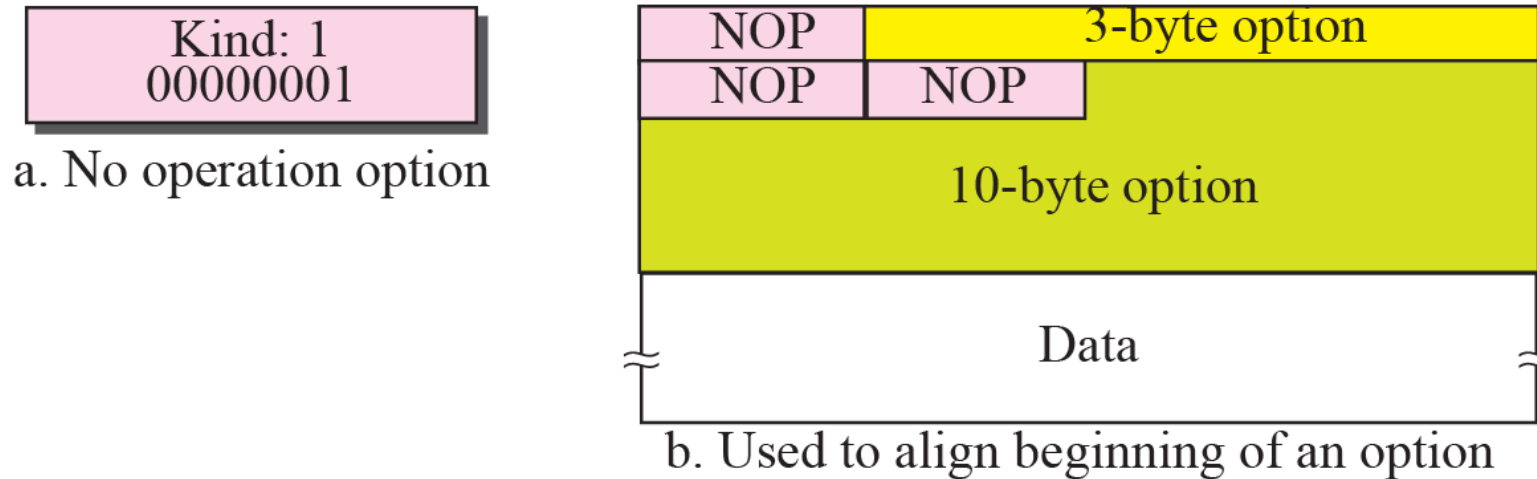 Kind: 1
00000001
a. No operation option
NOP
3-byte option
NOP
NOP
10-byte option
Data
b. Used to align beginning of an option